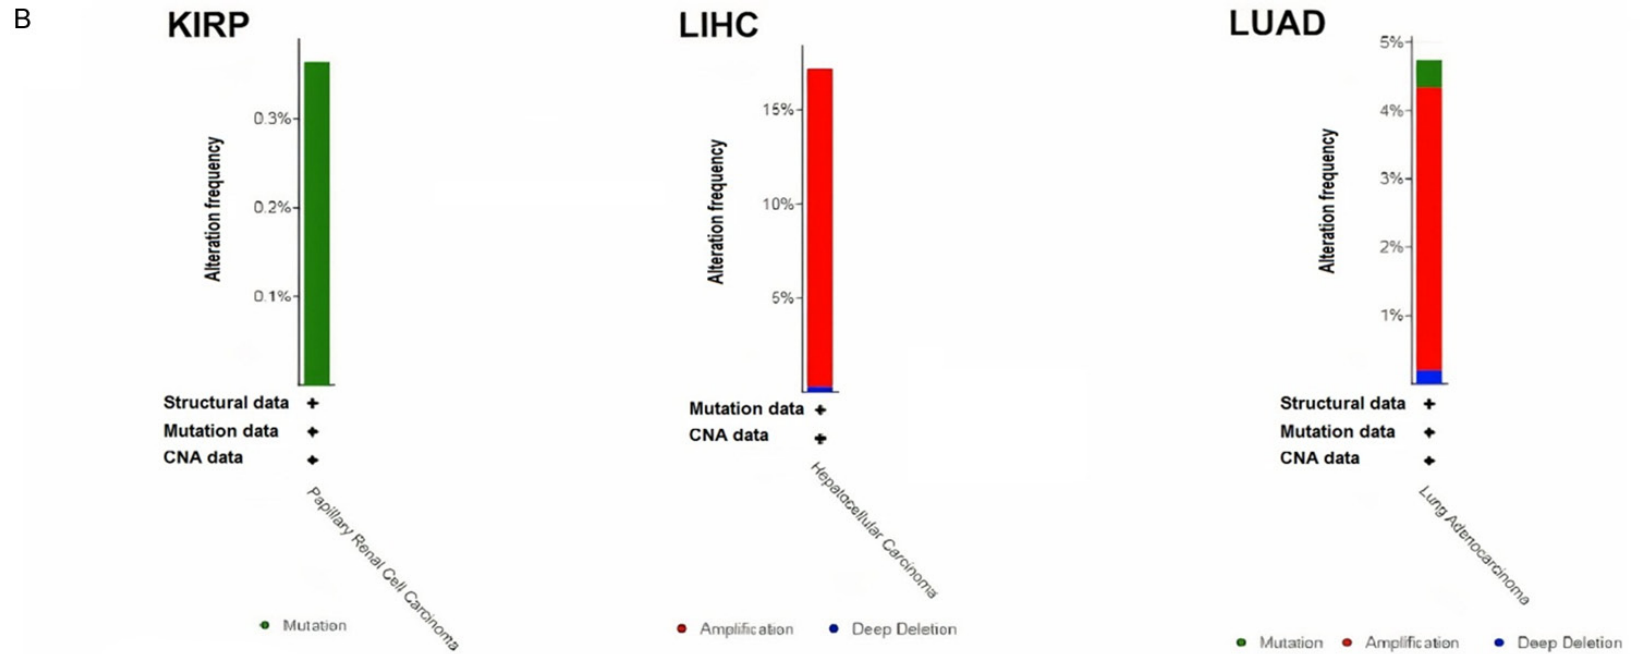 B
KIRP
Alteration frequency
0.3%
0.2%
0.1%
Structural data
Mutation data
CNA data
Papillary Renal Cell Carcinoma
Mutation
LIHC
Alteration frequency
15%
10%
5%
Mutation data
CNA data
Hepatocellular Carcinoma
Amplification Deep Deletion
LUAD
Alteration frequency
5%
4%
3%
2%
1%
Structural data
Mutation data
CNA data
Lung Adenocarcinoma
Mutation Amplification Deep Deletion